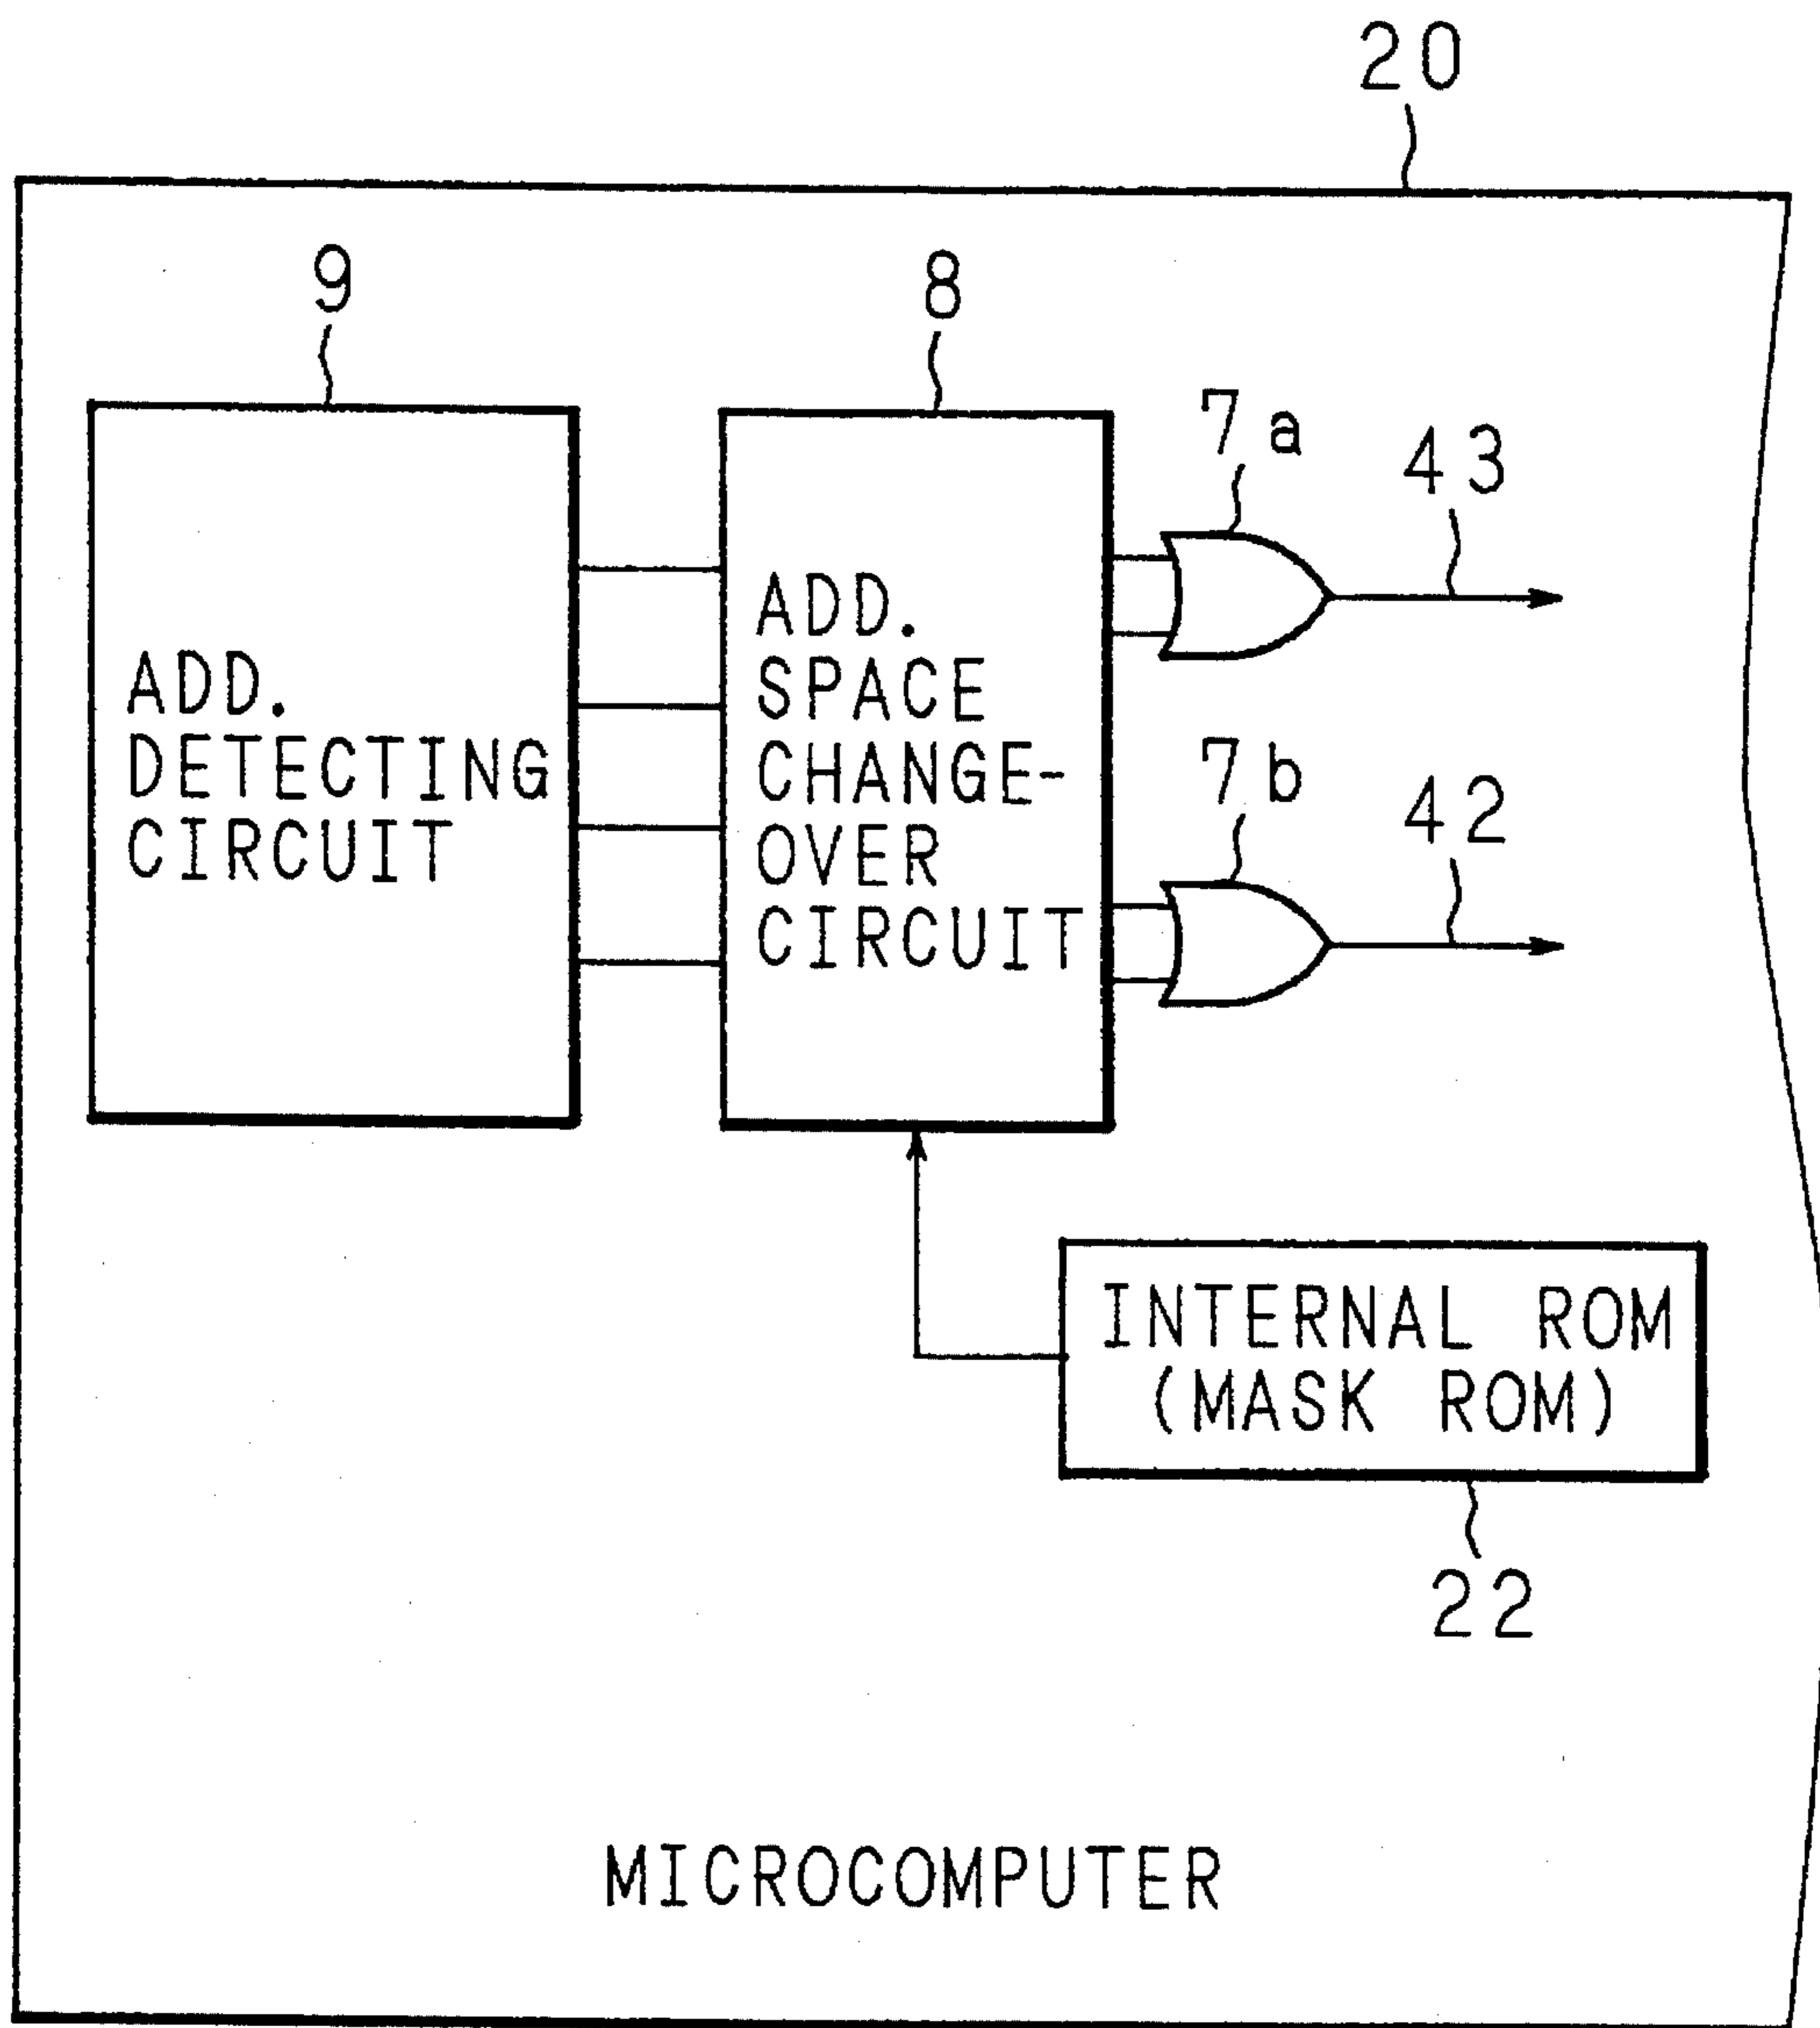 20
9
8
7a
43
ADD.
DETECTING
CIRCUIT
ADD.
SPACE
CHANGE-
OVER
CIRCUIT
7b
42
INTERNAL ROM
(MASK ROM)
22
MICROCOMPUTER